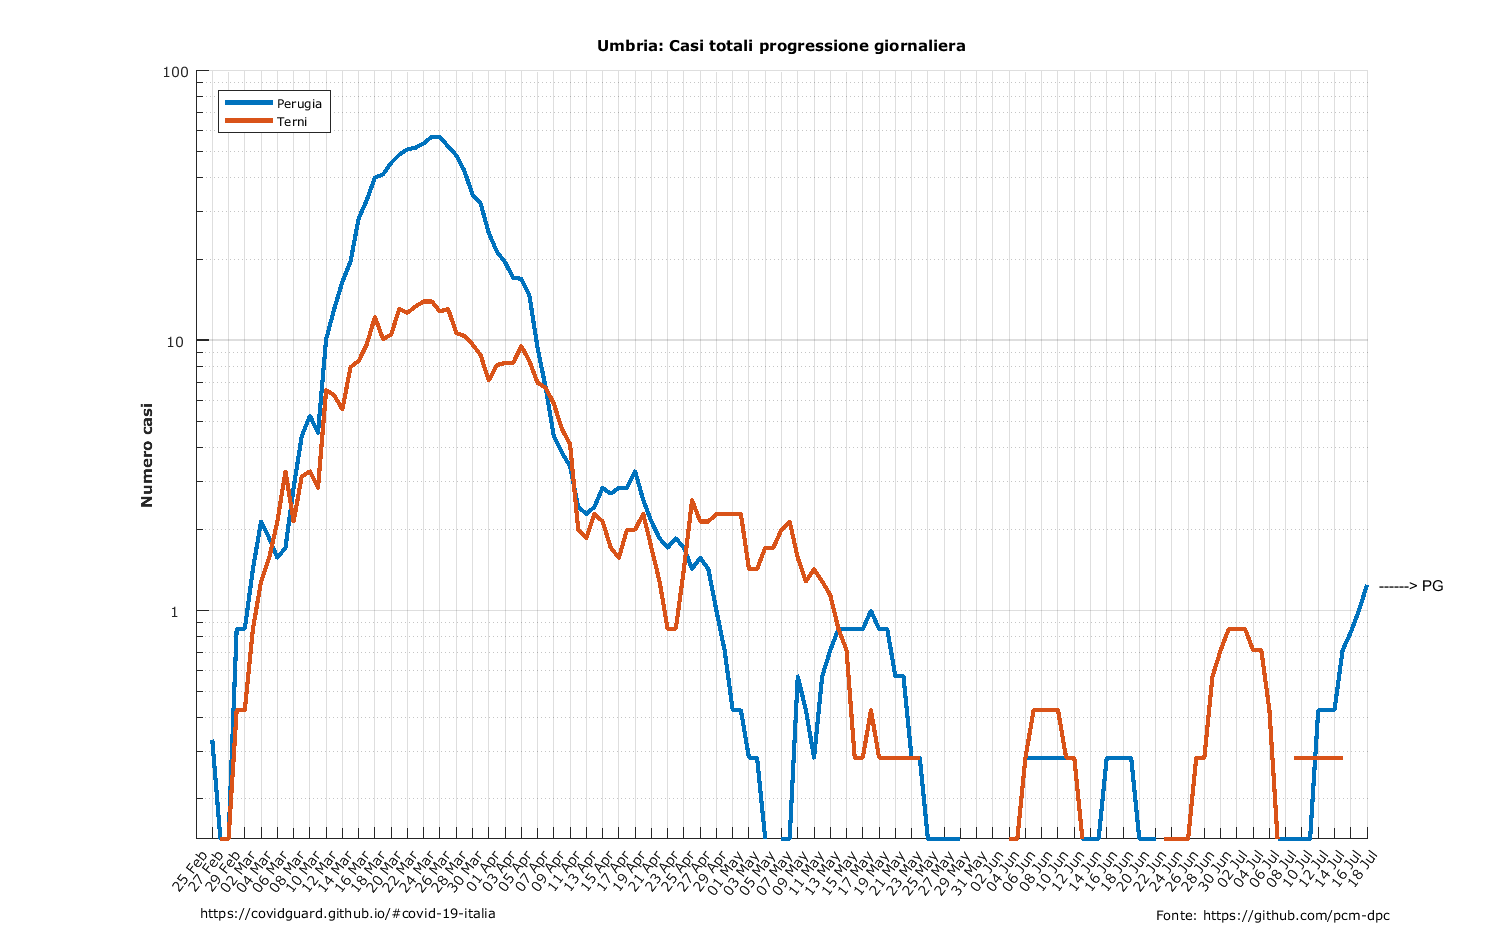 Umbria: Casi totali progressione giornaliera
100
Perugia
Terni
10
1
Numero casi
------> PG
25 Feb
27 Feb
29 Feb
02 Mar
04 Mar
06 Mar
08 Mar
10 Mar
12 Mar
14 Mar
16 Mar
18 Mar
20 Mar
22 Mar
24 Mar
26 Mar
28 Mar
30 Mar
01 Apr
03 Apr
05 Apr
07 Apr
09 Apr
11 Apr
13 Apr
15 Apr
17 Apr
19 Apr
21 Apr
23 Apr
25 Apr
27 Apr
29 Apr
01 May
03 May
05 May
07 May
09 May
11 May
13 May
15 May
17 May
19 May
21 May
23 May
25 May
27 May
29 May
31 May
02 Jun
04 Jun
06 Jun
08 Jun
10 Jun
12 Jun
14 Jun
16 Jun
18 Jun
20 Jun
22 Jun
24 Jun
26 Jun
28 Jun
30 Jun
02 Jul
04 Jul
06 Jul
08 Jul
10 Jul
12 Jul
14 Jul
16 Jul
18 Jul
https://covidguard.github.io/#covid-19-italia
Fonte: https://github.com/pcm-dpc